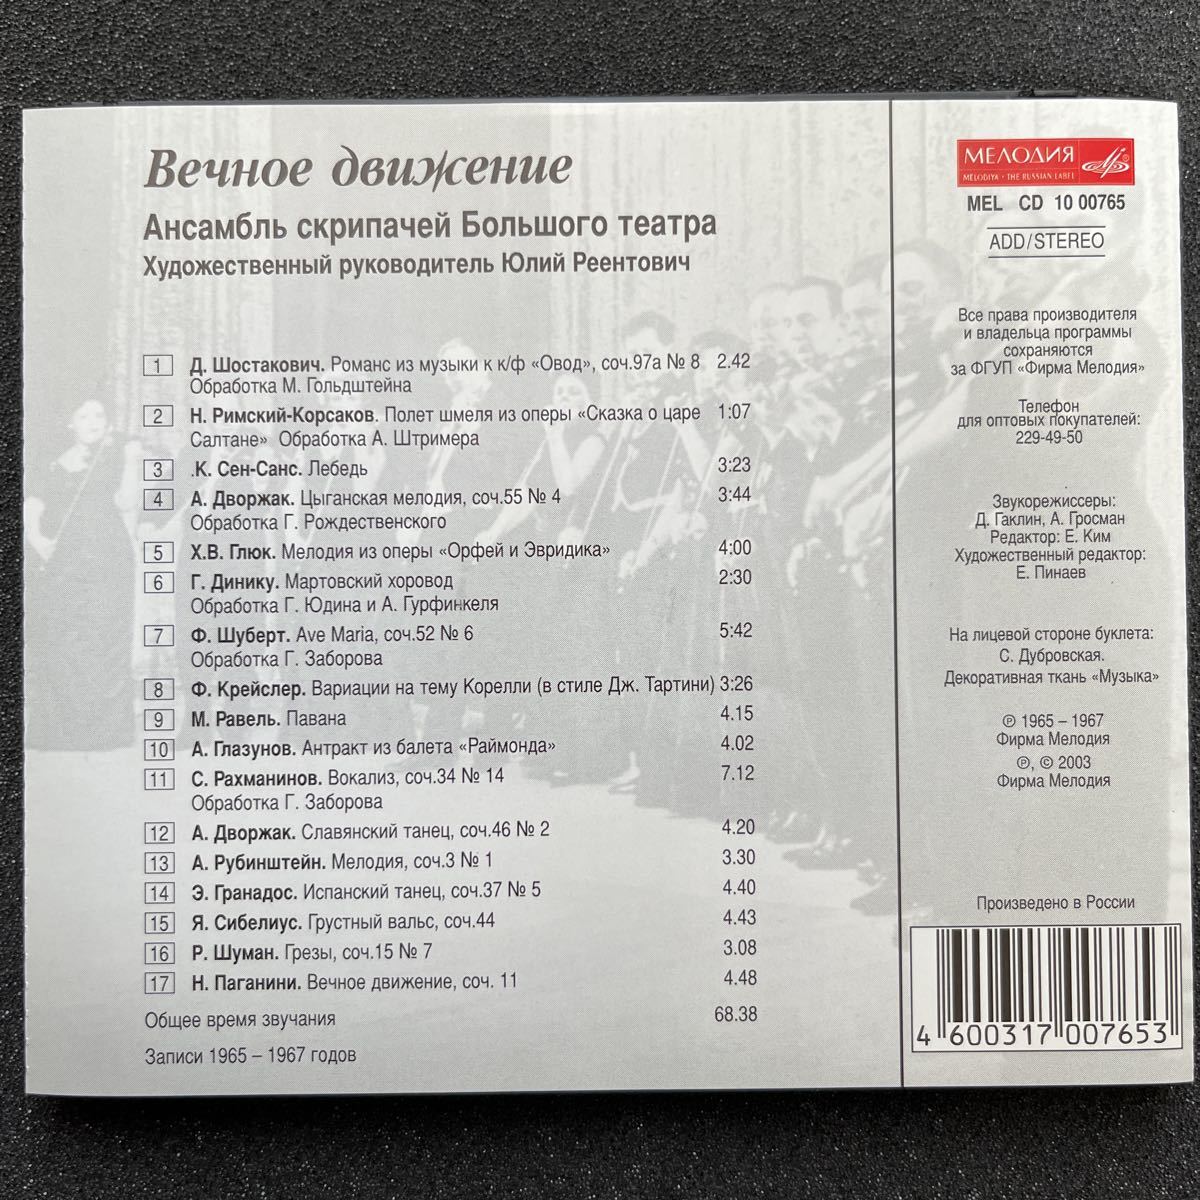 Вечное движение
Ансамбль скрипачей Большого театра
Художественный руководитель Юлий Реентович
1 Д. Шостакович. Романс из музыки к к/ф «Овод», соч.97а № 8 2.42
Обработка М. Гольдштейна
2 Н. Римский-Корсаков. Полет шмеля из оперы «Сказка о царе 1:07
Салтане» Обработка А. Штримера
3 .К. Сен-Санс. Лебедь 3:23
4 А. Дворжак. Цыганская мелодия, соч.55 № 4 3:44
Обработка Г. Рождественского
5 Х.В. Глюк. Мелодия из оперы «Орфей и Эвридика» 4:00
6 Г. Динику. Мартовский хоровод 2:30
Обработка Г. Юдина и А. Гурфинкеля
7 Ф. Шуберт. Ave Maria, соч.52 № 6 5:42
Обработка Г. Заборова
8 Ф. Крейслер. Вариации на тему Корелли (в стиле Дж. Тартини) 3:26
9 М. Равель. Павана 4.15
10 А. Глазунов. Антракт из балета «Раймонда» 4.02
11 С. Рахманинов. Вокализ, соч.34 № 14 7.12
Обработка Г. Заборова
12 А. Дворжак. Славянский танец, соч.46 № 2 4.20
13 А. Рубинштейн. Мелодия, соч.3 № 1 3.30
14 Э. Гранадос. Испанский танец, соч.37 № 5 4.40
15 Я. Сибелиус. Грустный вальс, соч.44 4.43
16 Р. Шуман. Грезы, соч.15 № 7 3.08
17 Н. Паганини. Вечное движение, соч. 11 4.48
Общее время звучания 68.38
Записи 1965 – 1967 годов
МЕЛОДИЯ
MELODIYA · THE RUSSIAN LABEL
MEL CD 10 00765
ADD/STEREO
Все права производителя
и владельца программы
сохраняются
за ФГУП «Фирма Мелодия»
Телефон
для оптовых покупателей:
229-49-50
Звукорежиссеры:
Д. Гаклин, А. Гросман
Редактор: Е. Ким
Художественный редактор:
Е. Пинаев
На лицевой стороне буклета:
С. Дубровская.
Декоративная ткань «Музыка»
℗ 1965 – 1967
Фирма Мелодия
℗, © 2003
Фирма Мелодия
Произведено в России
4 600317 007653